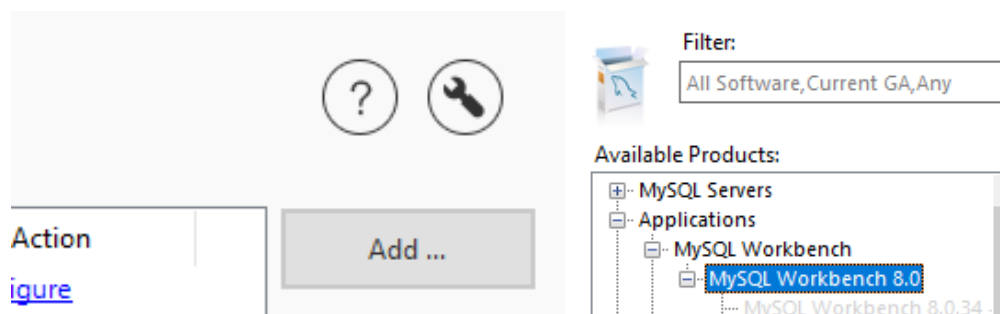 ?
Action
igure
Add ...
Filter:
All Software,Current GA,Any
Available Products:
MySQL Servers
Applications
MySQL Workbench
MySQL Workbench 8.0
MySQL Workbench 8.0.34 -